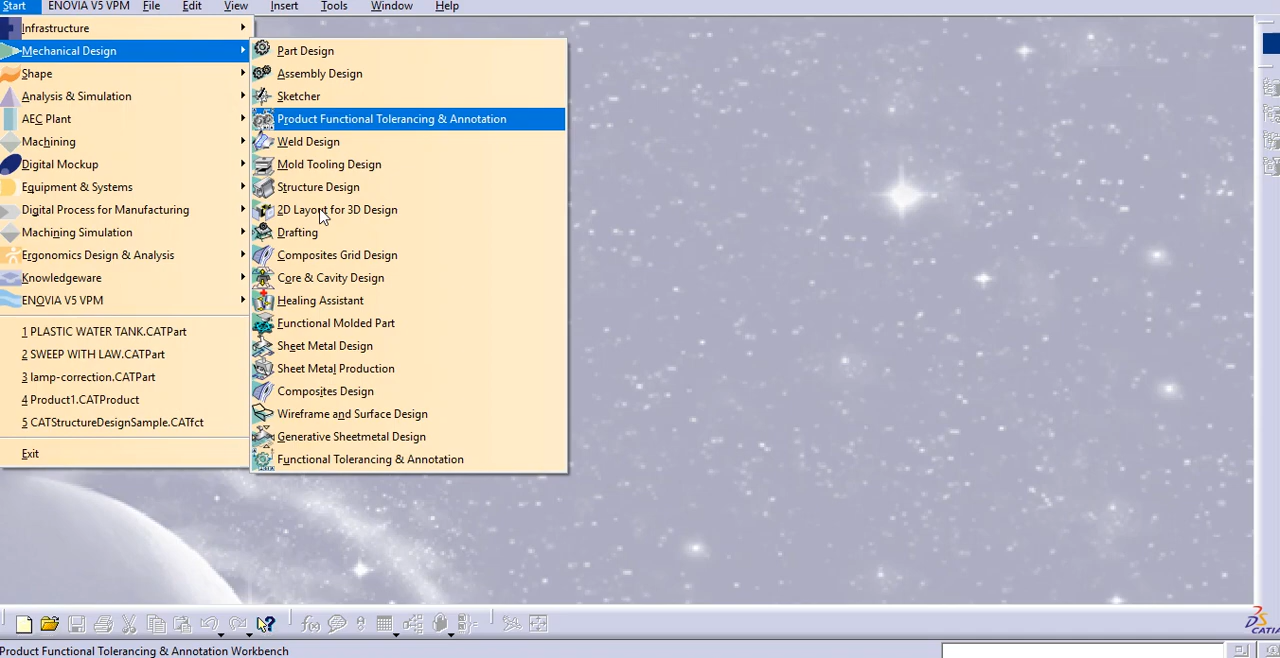 Start ENOVIA V5 VPM File Edit View Insert Tools Window Help
Infrastructure
Mechanical Design
Shape
Analysis & Simulation
AEC Plant
Machining
Digital Mockup
Equipment & Systems
Digital Process for Manufacturing
Machining Simulation
Ergonomics Design & Analysis
Knowledgeware
ENOVIA V5 VPM
1 PLASTIC WATER TANK.CATPart
2 SWEEP WITH LAW.CATPart
3 lamp-correction.CATPart
4 Product1.CATProduct
5 CATStructureDesignSample.CATfct
Exit
Part Design
Assembly Design
Sketcher
Product Functional Tolerancing & Annotation
Weld Design
Mold Tooling Design
Structure Design
2D Layout for 3D Design
Drafting
Composites Grid Design
Core & Cavity Design
Healing Assistant
Functional Molded Part
Sheet Metal Design
Sheet Metal Production
Composites Design
Wireframe and Surface Design
Generative Sheetmetal Design
Functional Tolerancing & Annotation
f(x)
CATIA
Product Functional Tolerancing & Annotation Workbench